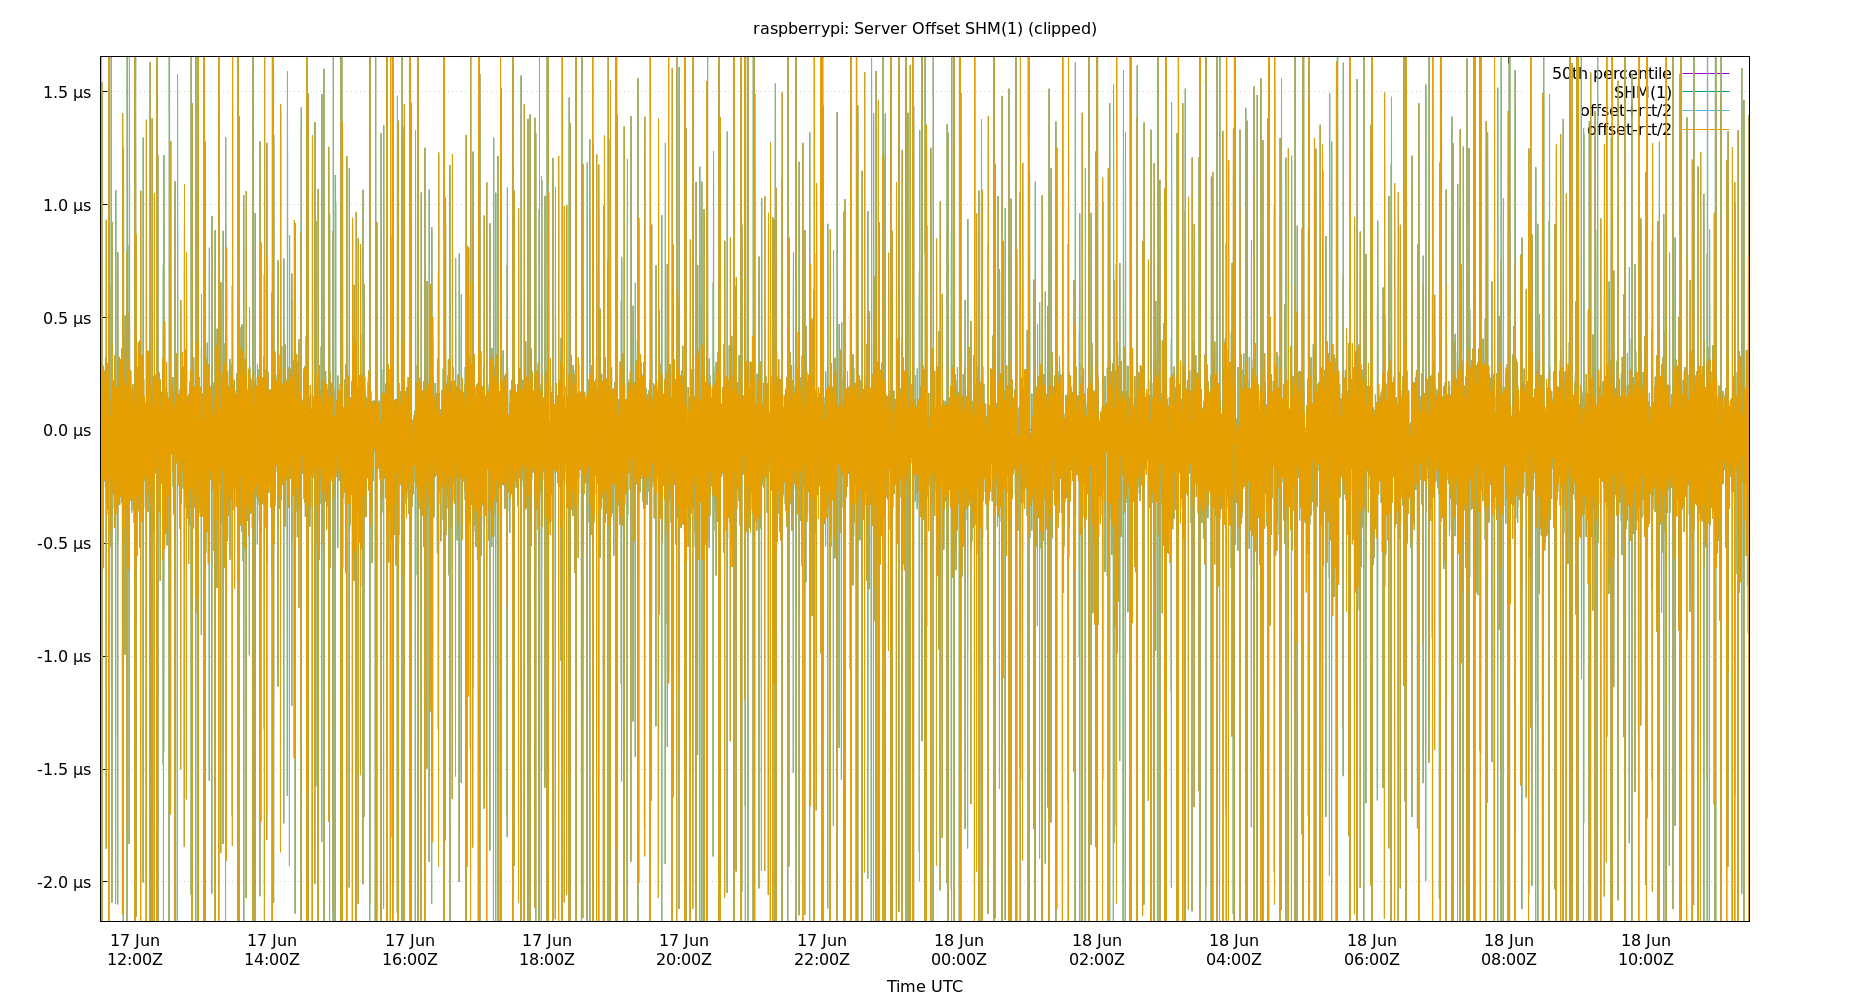 raspberrypi: Server Offset SHM(1) (clipped)
50th percentile
SHM(1)
offset+rtt/2
offset-rtt/2
1.5 µs
1.0 µs
0.5 µs
0.0 µs
-0.5 µs
-1.0 µs
-1.5 µs
-2.0 µs
17 Jun 17 Jun 17 Jun 17 Jun 17 Jun 17 Jun 18 Jun 18 Jun 18 Jun 18 Jun 18 Jun 18 Jun
12:00Z 14:00Z 16:00Z 18:00Z 20:00Z 22:00Z 00:00Z 02:00Z 04:00Z 06:00Z 08:00Z 10:00Z
Time UTC